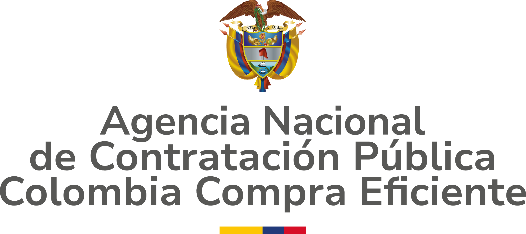 Agencia Nacional
de Contratación Pública
Colombia Compra Eficiente